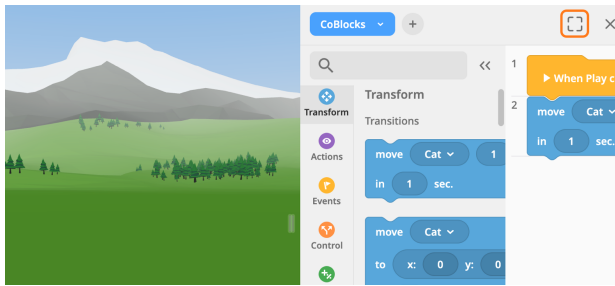 CoBlocks
Transform
Transform
Transitions
Actions
Events
Control
move Cat 1
in 1 sec.
move Cat
to x: 0 y: 0
1
When Play c
2
move Cat
in 1 sec.